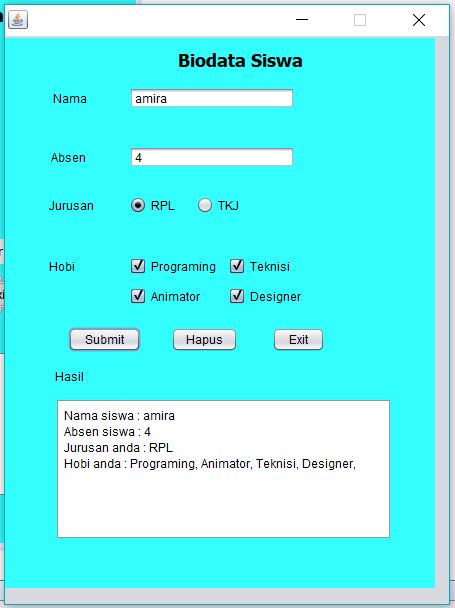 Biodata Siswa
Nama amira
Absen 4
Jurusan RPL TKJ
Hobi Programing Teknisi
Animator Designer
Submit Hapus Exit
Hasil
Nama siswa : amira
Absen siswa : 4
Jurusan anda : RPL
Hobi anda : Programing, Animator, Teknisi, Designer,